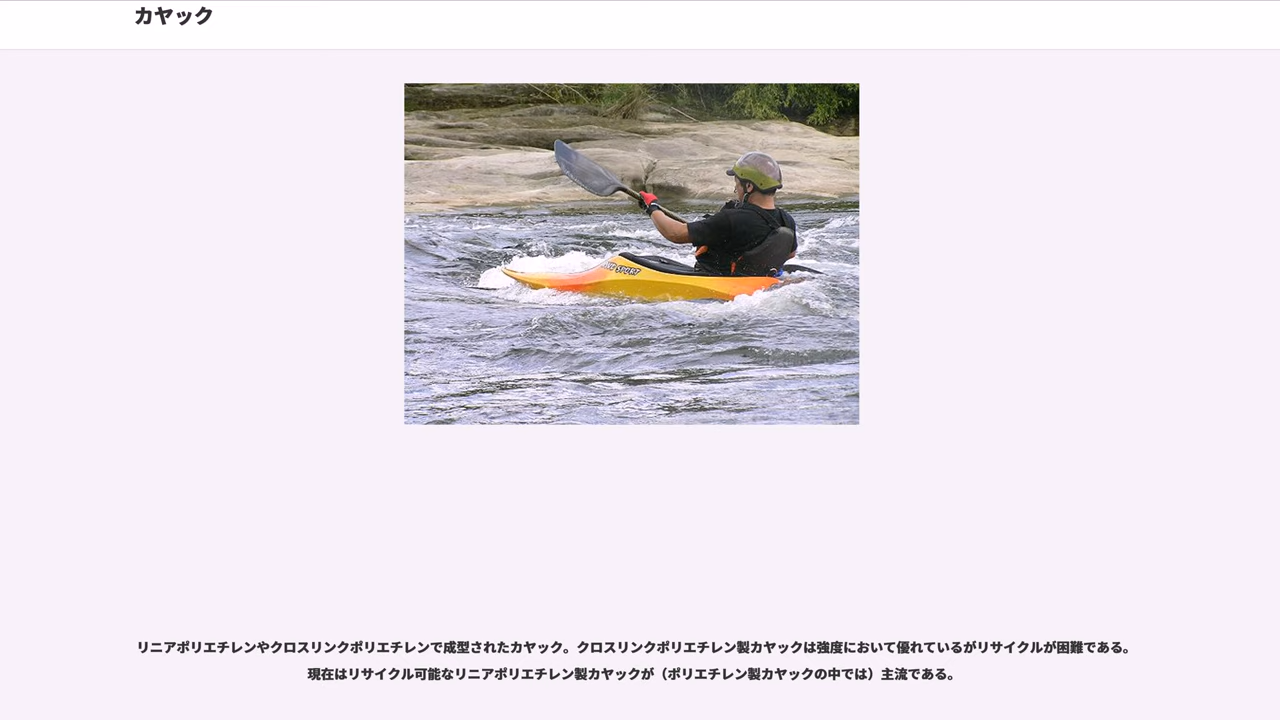 カヤック
リニアポリエチレンやクロスリンクポリエチレンで成型されたカヤック。クロスリンクポリエチレン製カヤックは強度において優れているがリサイクルが困難である。
現在はリサイクル可能なリニアポリエチレン製カヤックが（ポリエチレン製カヤックの中では）主流である。